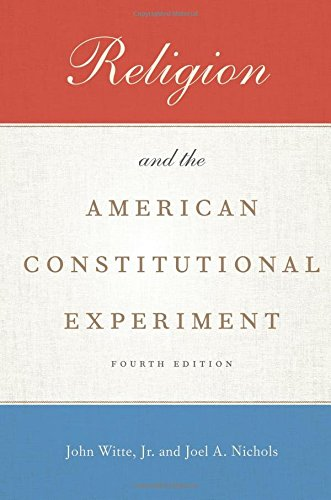 Religion
and the
AMERICAN
CONSTITUTIONAL
EXPERIMENT
FOURTH EDITION
John Witte, Jr. and Joel A. Nichols